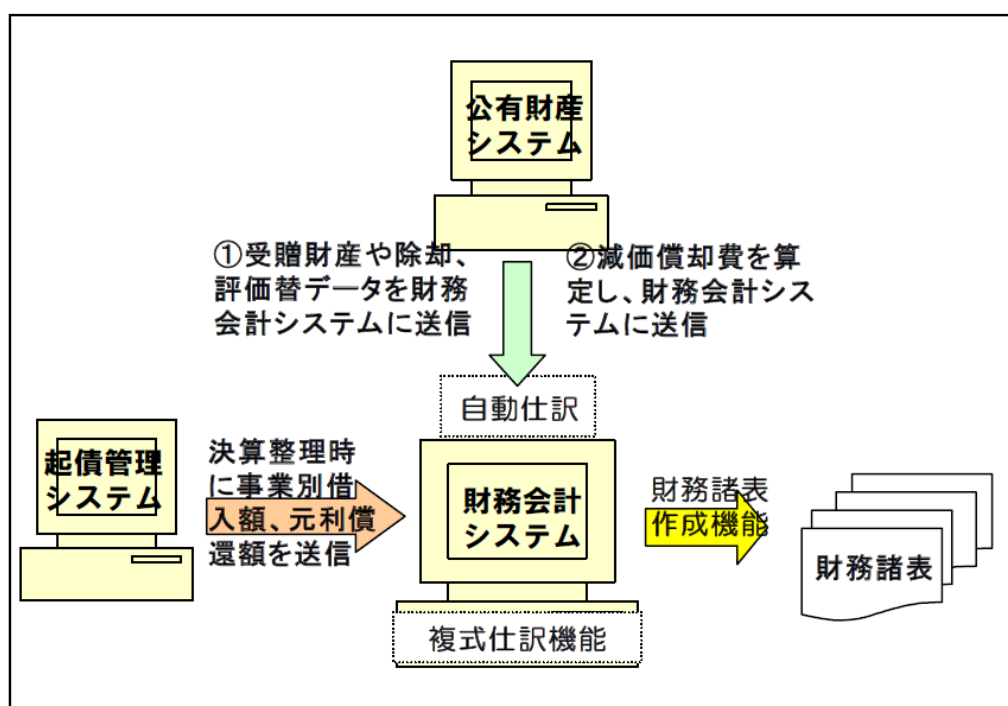 公有財産
システム
①受贈財産や除却、
評価替データを財務
会計システムに送信
②減価償却費を算
定し、財務会計シス
テムに送信
自動仕訳
起債管理
システム
決算整理時
に事業別借
入額、元利償
還額を送信
財務会計
システム
複式仕訳機能
財務諸表
作成機能
財務諸表